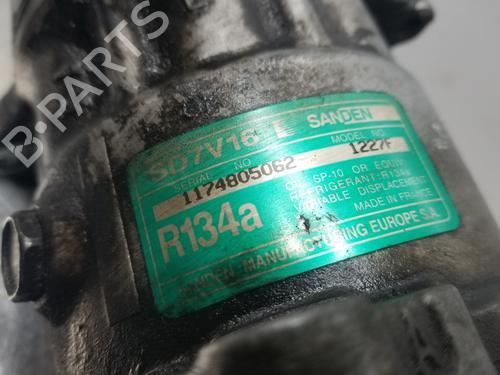 B-PARTS
SD7V16 SANDEN
SERIAL NO MODEL NO.
1174805062 1227F
OIL SP-10 OR EQUIV
REFRIGERANT:R134A
VARIABLE DISPLACEM
MADE IN FRANCE
R134a
SANDEN MANUFACTURING EUROPE S.A.